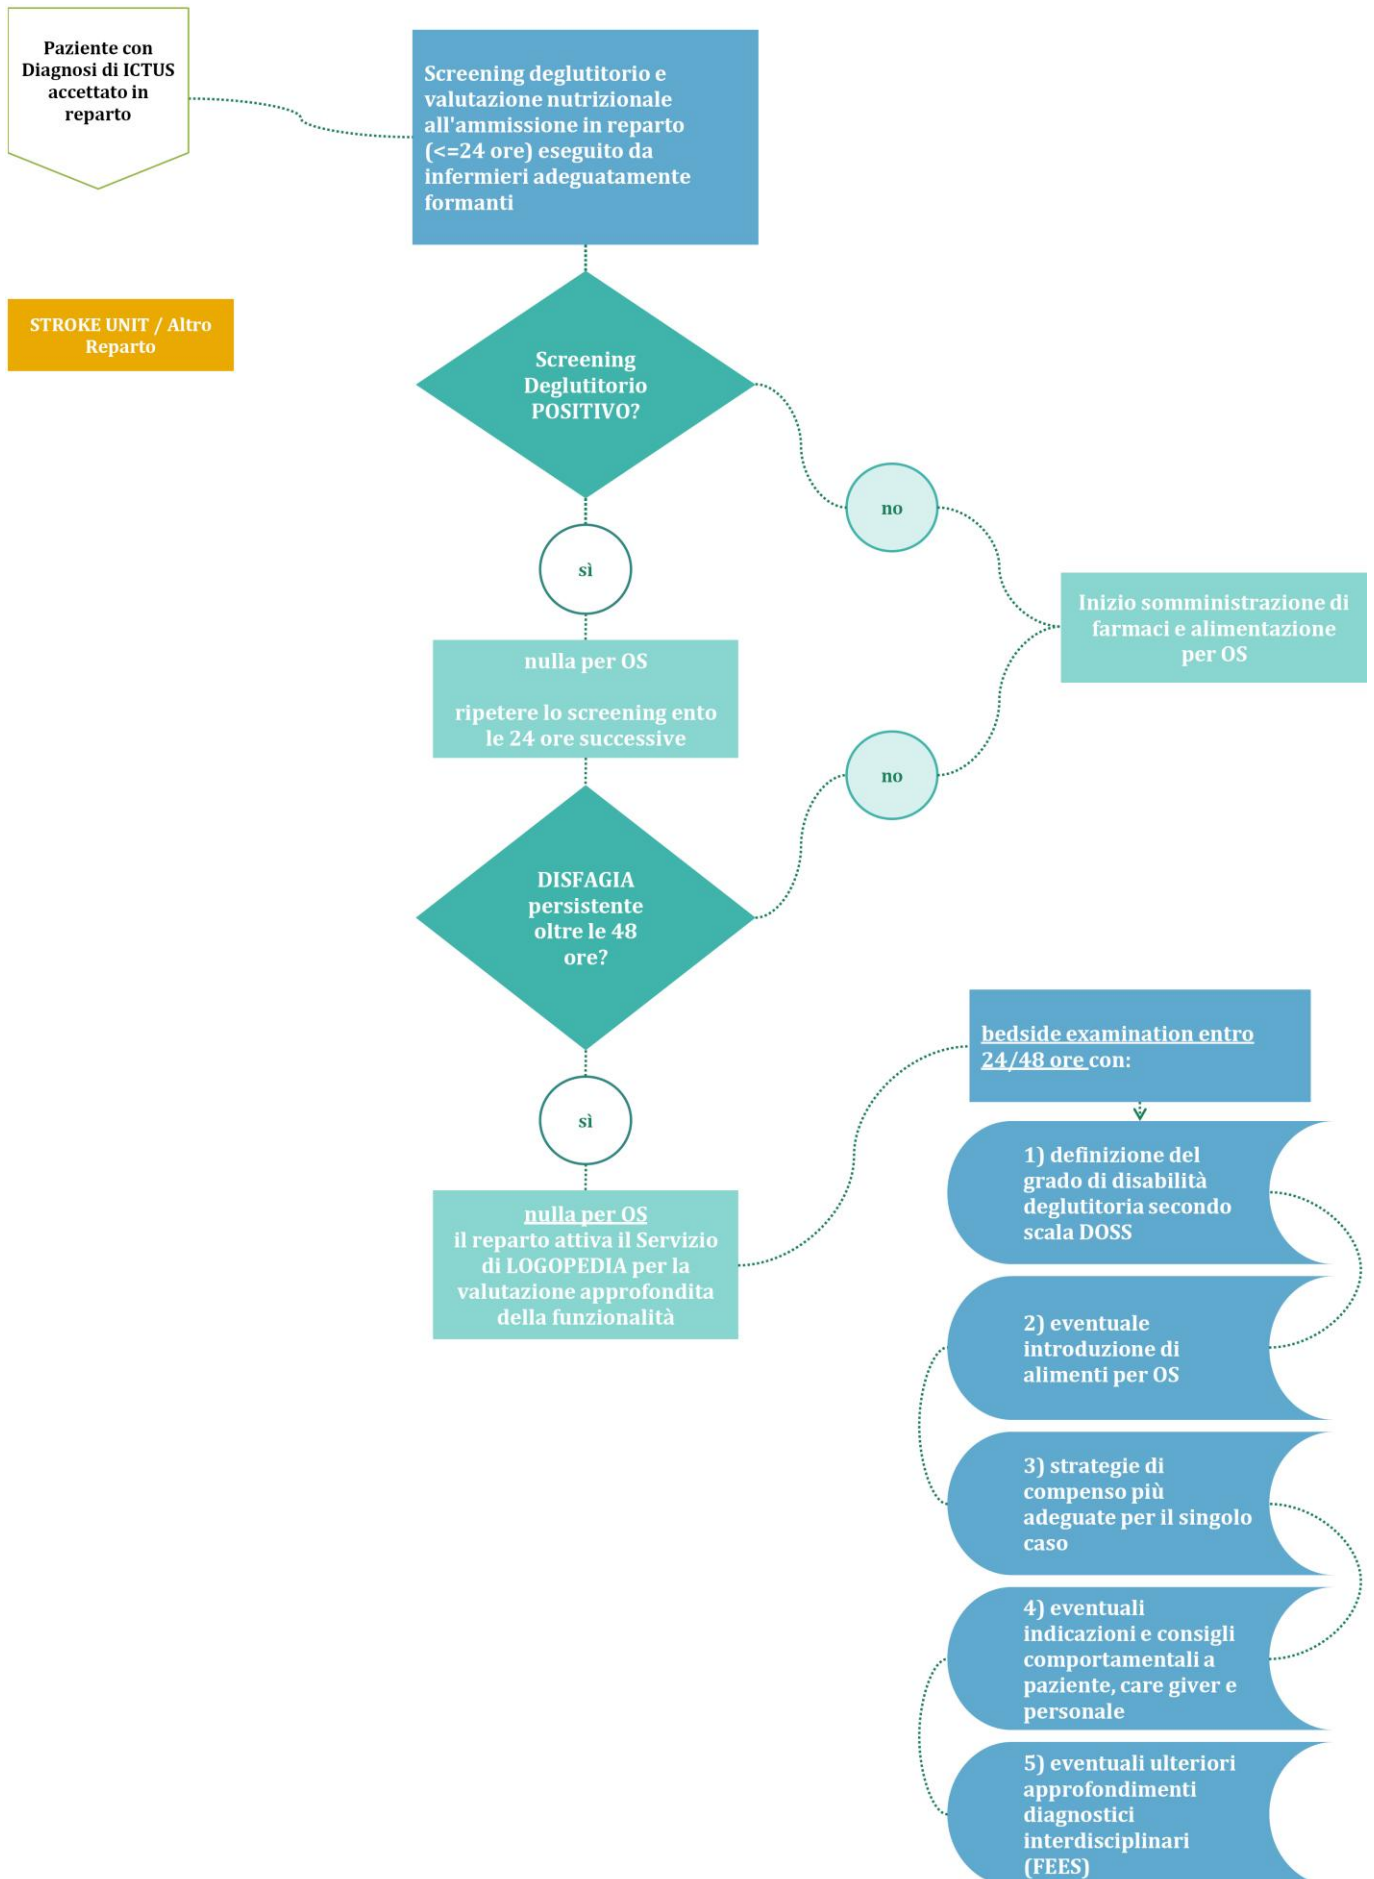 Paziente con
Diagnosi di ICTUS
accettato in
reparto
Screening deglutitorio e
valutazione nutrizionale
all'ammissione in reparto
(<=24 ore) eseguito da
infermieri adeguatamente
formanti
STROKE UNIT / Altro
Reparto
Screening
Deglutitorio
POSITIVO?
no
sì
Inizio somministrazione di
farmaci e alimentazione
per OS
nulla per OS
ripetere lo screening ento
le 24 ore successive
no
DISFAGIA
persistente
oltre le 48
ore?
sì
nulla per OS
il reparto attiva il Servizio
di LOGOPEDIA per la
valutazione approfondita
della funzionalità
bedside examination entro
24/48 ore con:
1) definizione del
grado di disabilità
deglutitoria secondo
scala DOSS
2) eventuale
introduzione di
alimenti per OS
3) strategie di
compenso più
adeguate per il singolo
caso
4) eventuali
indicazioni e consigli
comportamentali a
paziente, care giver e
personale
5) eventuali ulteriori
approfondimenti
diagnostici
interdisciplinari
(FEES)